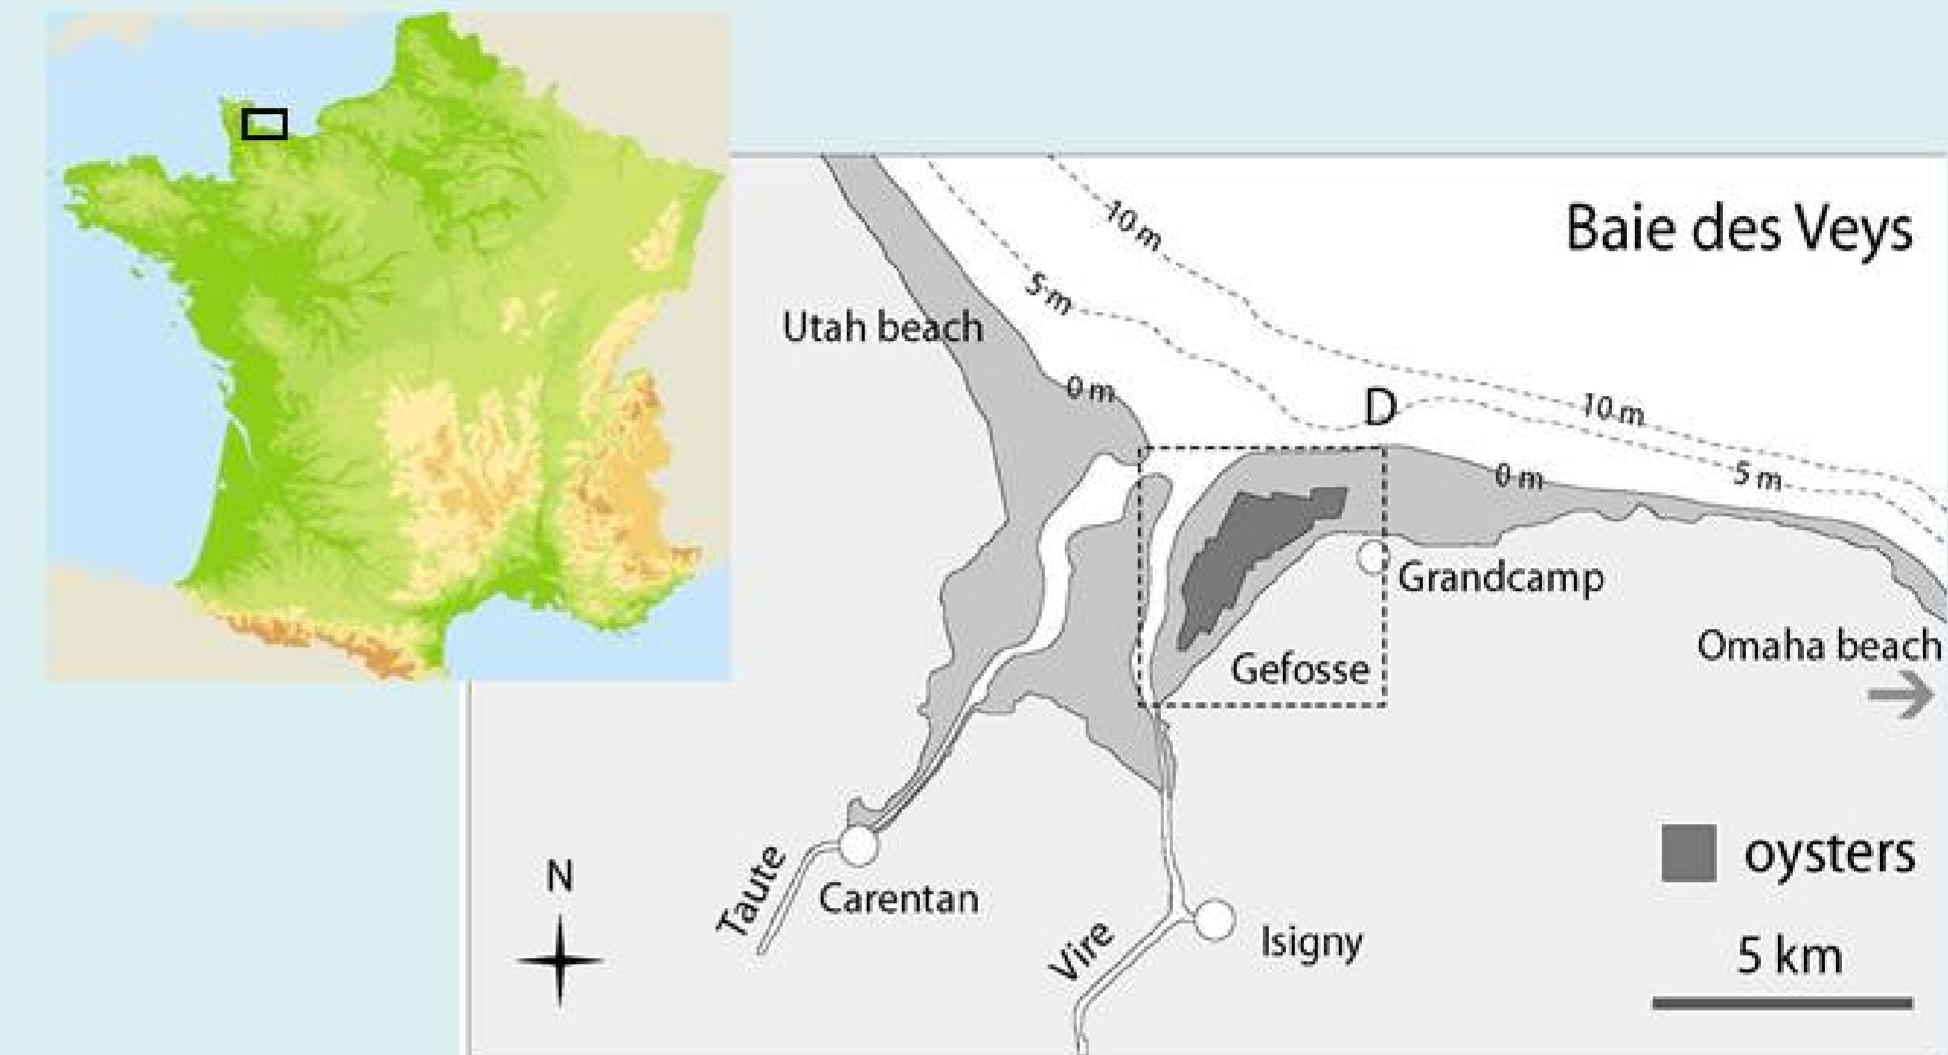 Baie des Veys
10 m
5 m
Utah beach
0 m
D
10 m
0 m
5 m
Grandcamp
Omaha beach
Gefosse
oysters
N
Taute
Carentan
Vire
Isigny
5 km